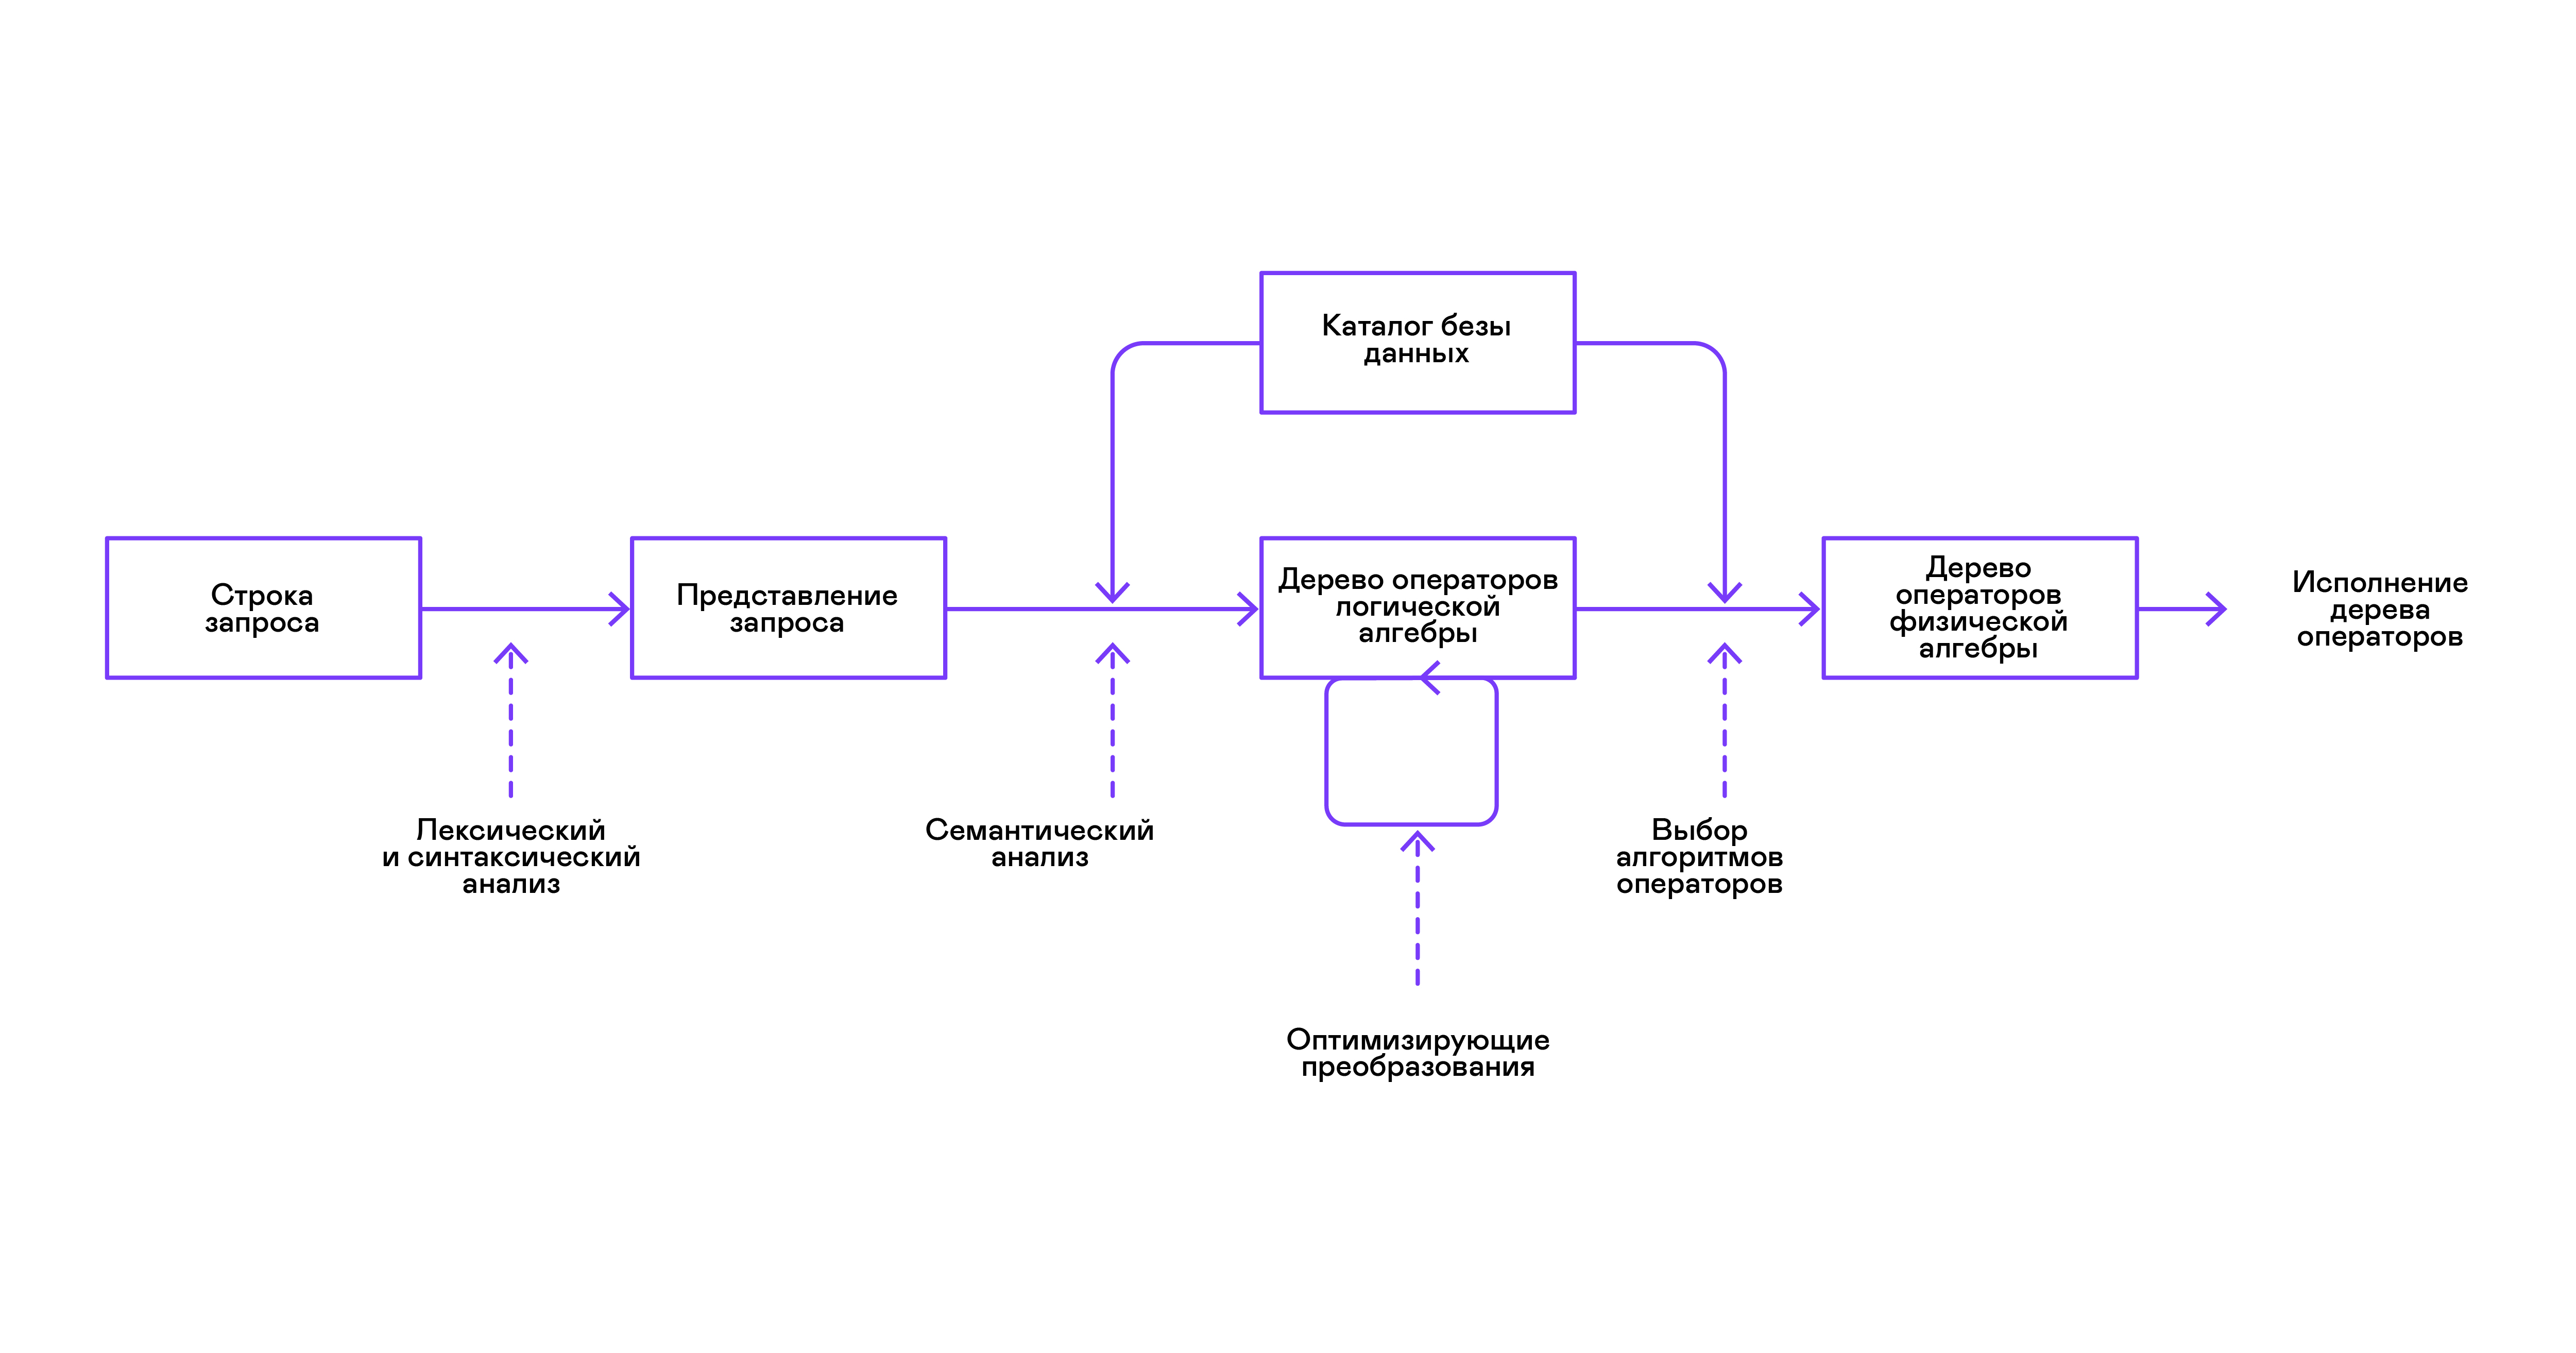 Каталог безы
данных
Строка
запроса
Представление
запроса
Дерево операторов
логической
алгебры
Дерево
операторов
физической
алгебры
Исполнение
дерева
операторов
Лексический
и синтаксический
анализ
Семантический
анализ
Выбор
алгоритмов
операторов
Оптимизирующие
преобразования